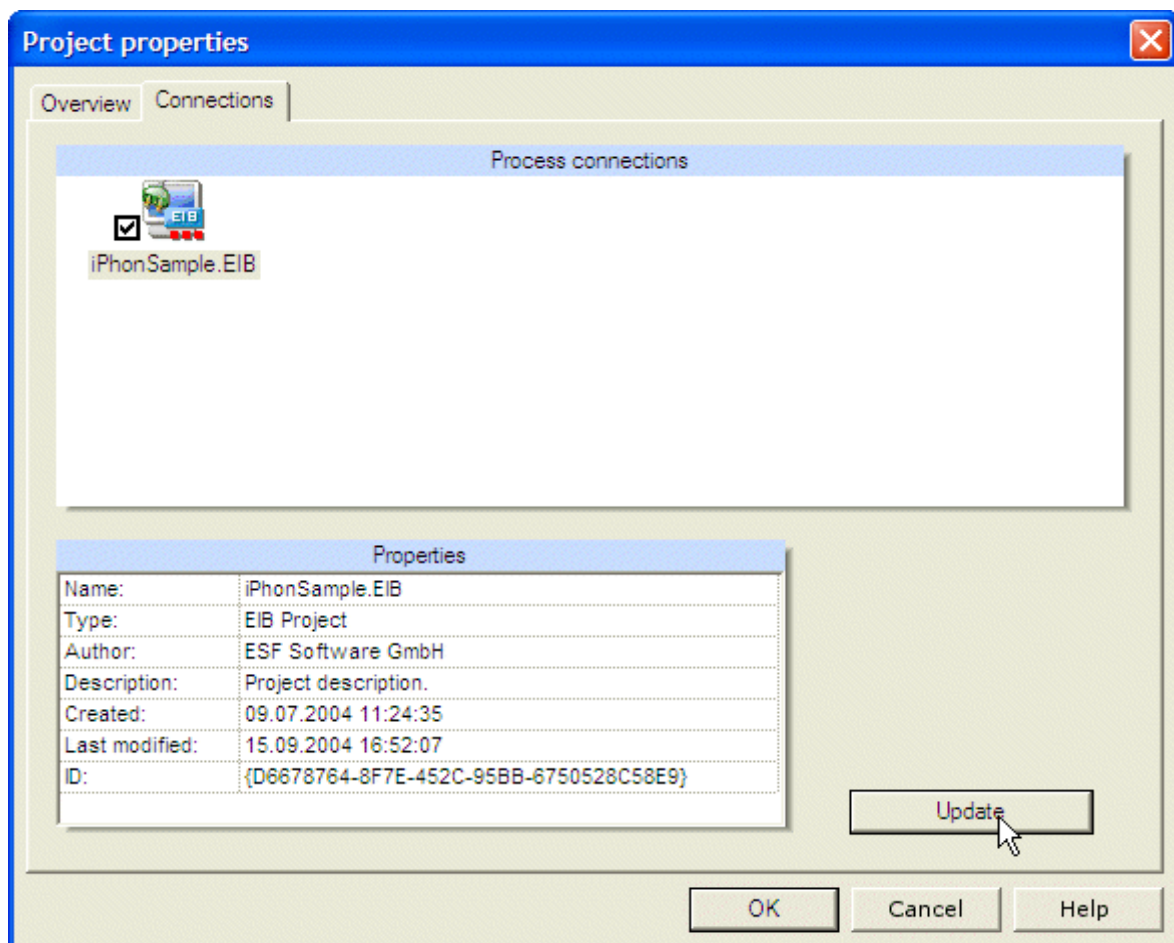 Project properties
Overview Connections
Process connections
EIB
iPhonSample.EIB
Properties
Name: iPhonSample.EIB
Type: EIB Project
Author: ESF Software GmbH
Description: Project description.
Created: 09.07.2004 11:24:35
Last modified: 15.09.2004 16:52:07
ID: {D6678764-8F7E-452C-95BB-6750528C58E9}
Update
OK Cancel Help